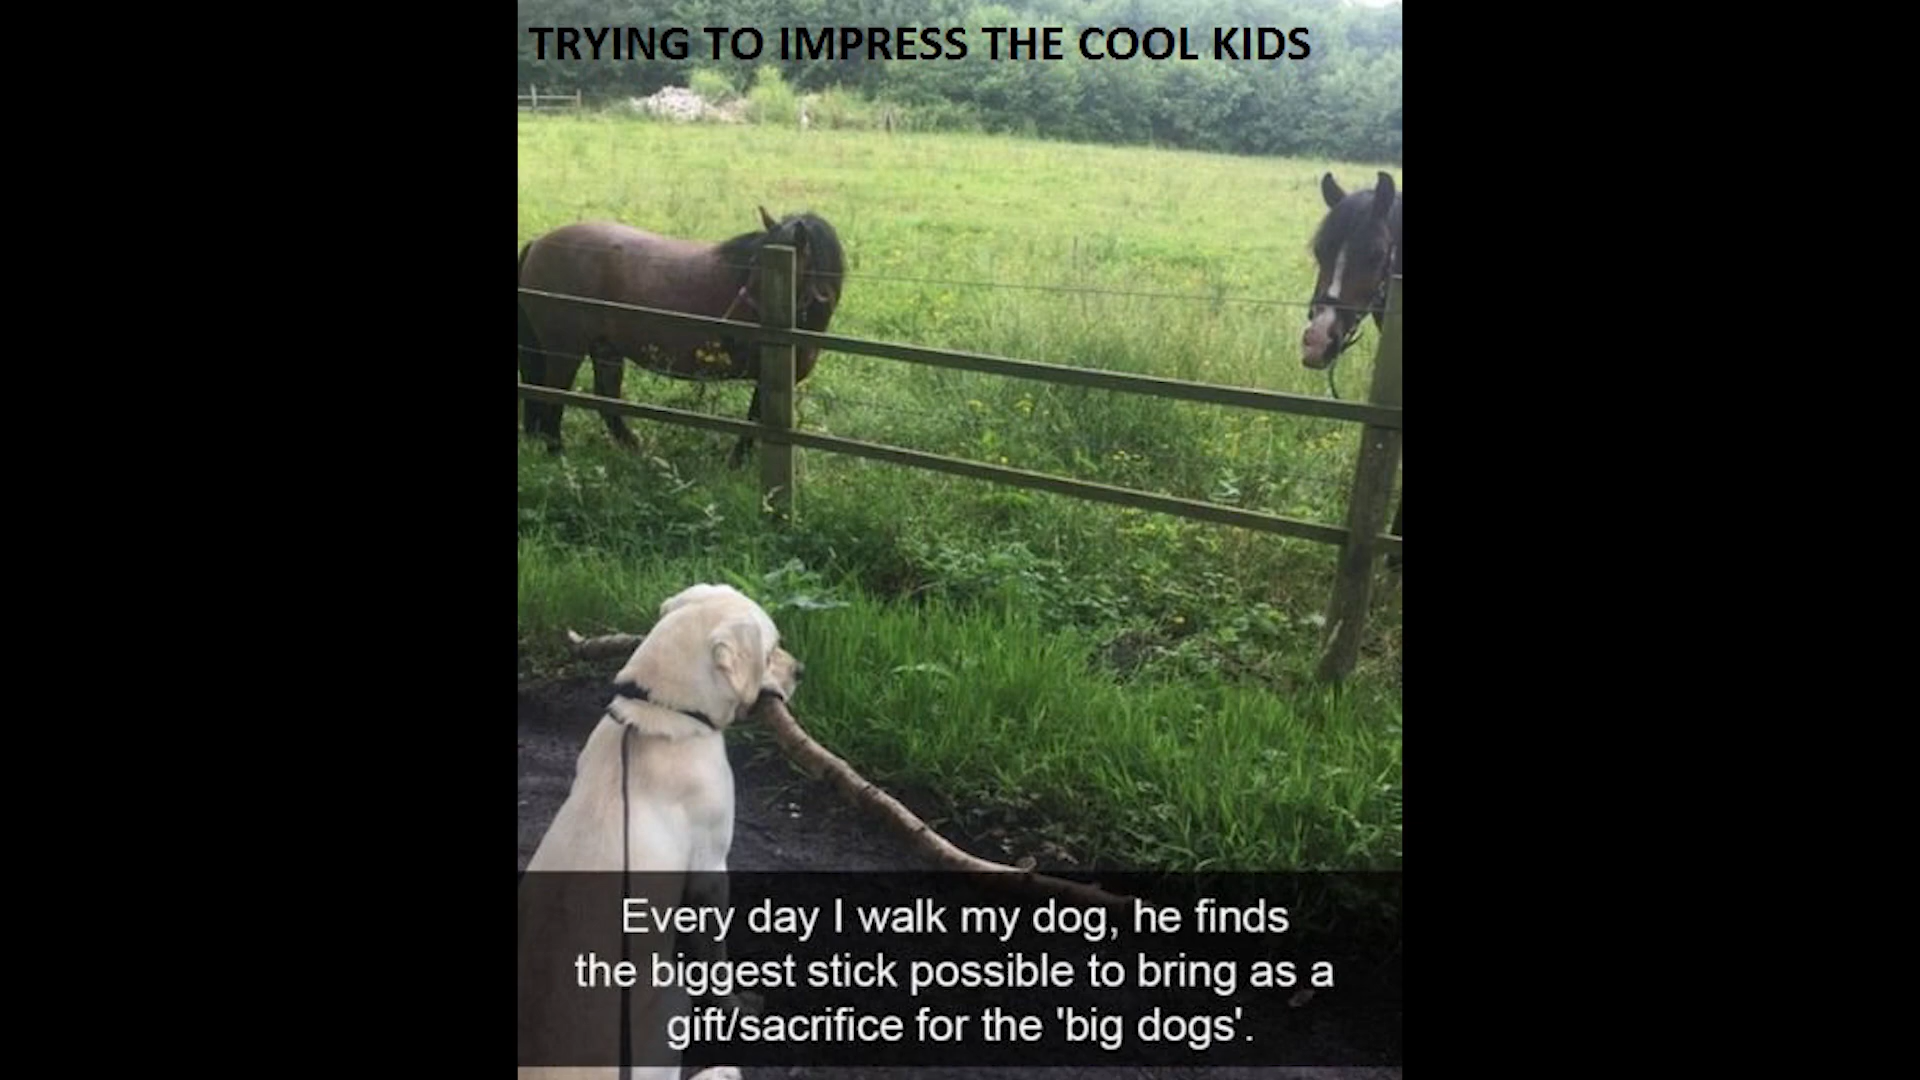 TRYING TO IMPRESS THE COOL KIDS
Every day I walk my dog, he finds
the biggest stick possible to bring as a
gift/sacrifice for the 'big dogs'.